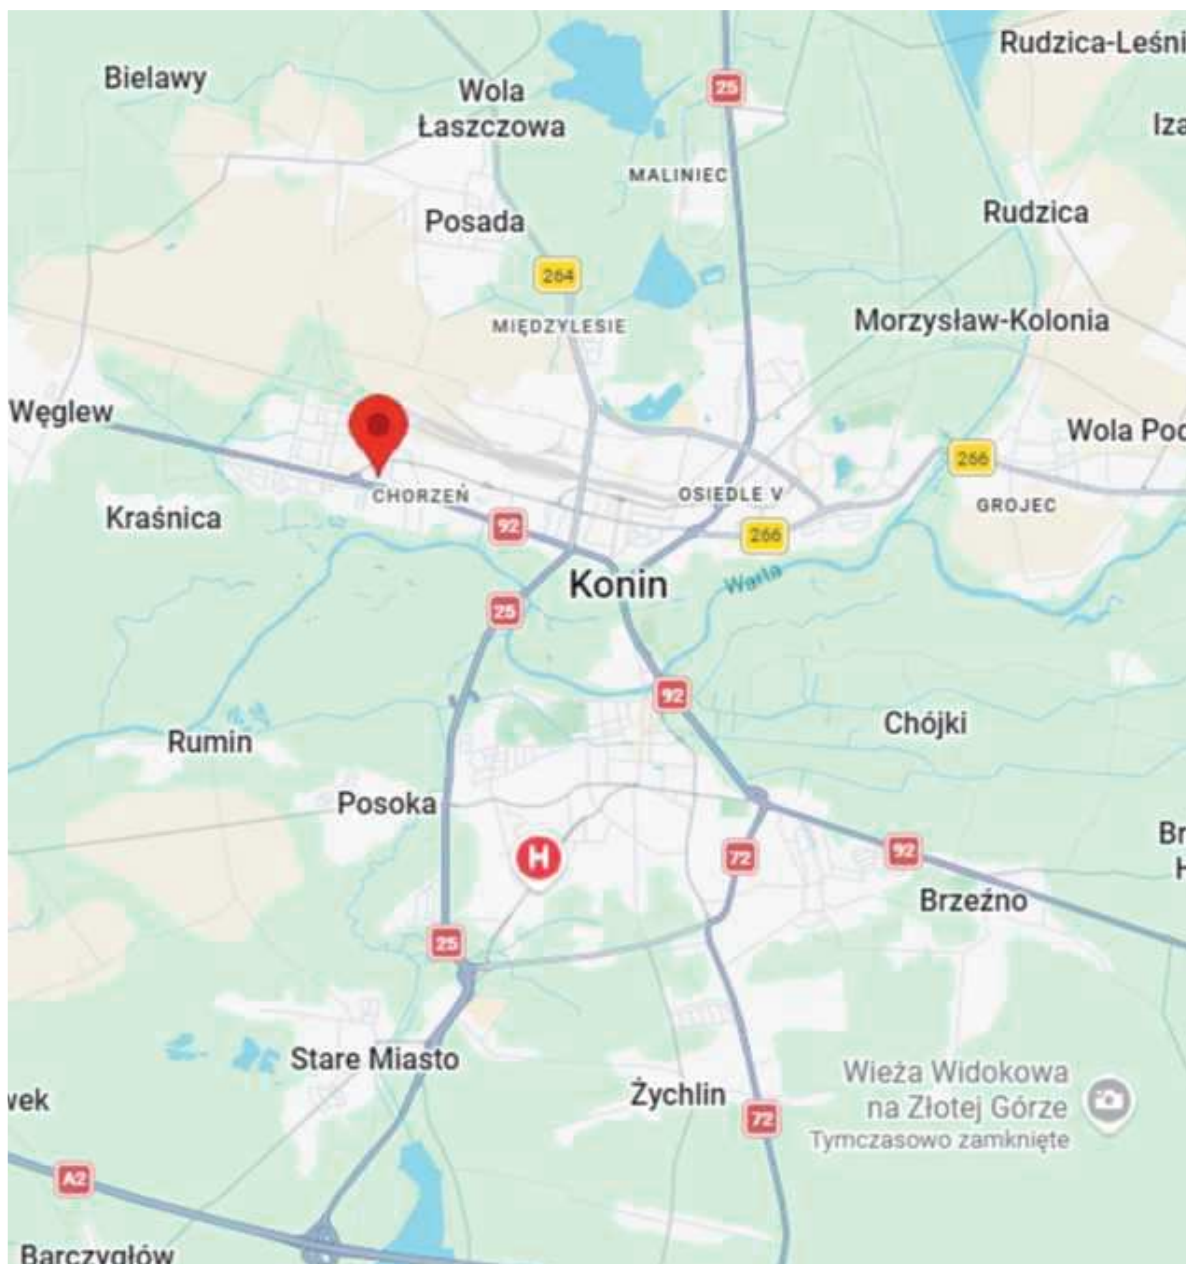 Rudzica-Leśni
Bielawy
Wola
Łaszczowa
25
Iza
MALINIEC
Posada
Rudzica
264
MIĘDZYLESIE
Morzysław-Kolonia
Węglew
Wola Poc
266
CHORZEŃ
OSIEDLE V
GROJEC
Kraśnica
92
266
Konin
Warta
25
92
Chójki
Rumin
Posoka
Br
H
H
72
92
Brzeźno
25
Stare Miasto
Wieża Widokowa
na Złotej Górze
Tymczasowo zamknięte
wek
Żychlin
72
A2
Barczygłów